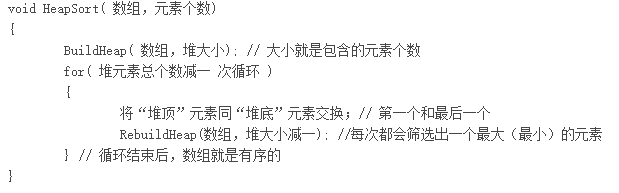 void HeapSort( 数组，元素个数)
{
BuildHeap( 数组，堆大小); // 大小就是包含的元素个数
for( 堆元素总个数减一 次循环 )
{
将“堆顶”元素同“堆底”元素交换；// 第一个和最后一个
RebuildHeap(数组，堆大小减一); //每次都会筛选出一个最大（最小）的元素
} // 循环结束后，数组就是有序的
}